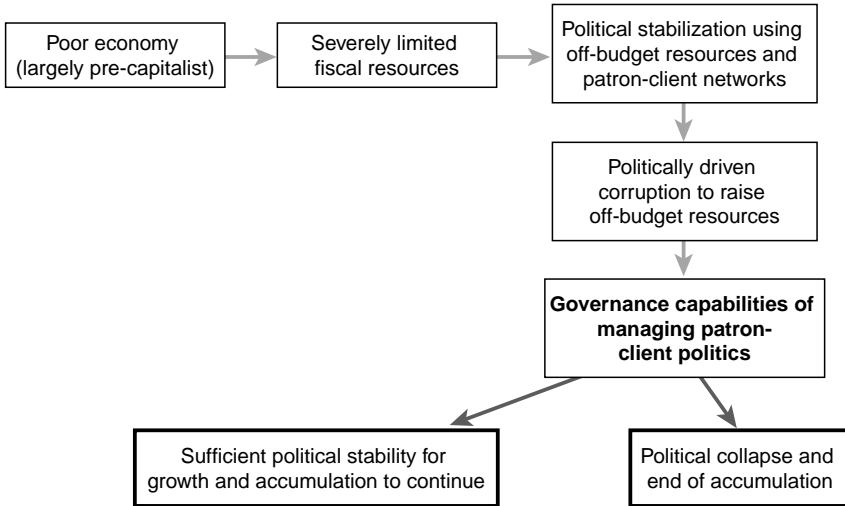 Poor economy
(largely pre-capitalist)
Severely limited
fiscal resources
Political stabilization using
off-budget resources and
patron-client networks
Politically driven
corruption to raise
off-budget resources
Governance capabilities of
managing patron-
client politics
Sufficient political stability for
growth and accumulation to continue
Political collapse and
end of accumulation